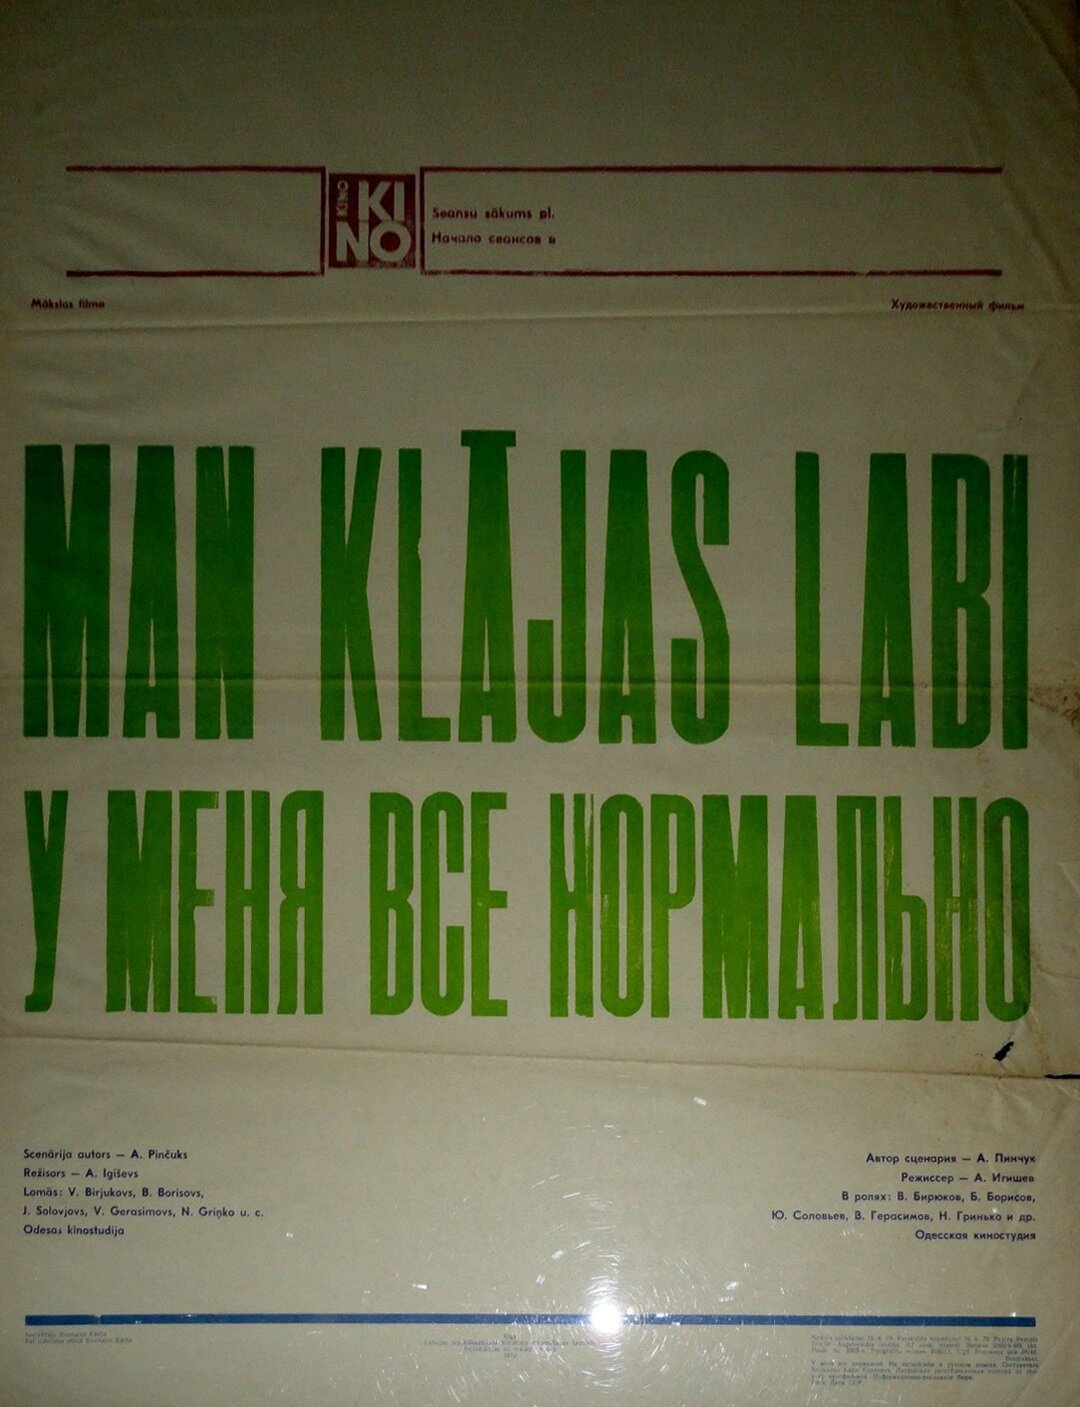 KINO
KINO
Seansu sākums pl.
Начало сеансов в
Mākslas filma
Художественный фильм
MAN KLĀJAS LABI
У МЕНЯ ВСЕ НОРМАЛЬНО
Scenārija autors — A. Pinčuks
Režisors — A. Igiševs
Lomās: V. Birjukovs, B. Borisovs,
J. Solovjovs, V. Gerasimovs, N. Griņko u. c.
Odesas kinostudija
Автор сценария — А. Пинчук
Режиссер — А. Игишев
В ролях: В. Бирюков, Б. Борисов,
Ю. Соловьев, В. Герасимов, Н. Гринько и др.
Одесская киностудия